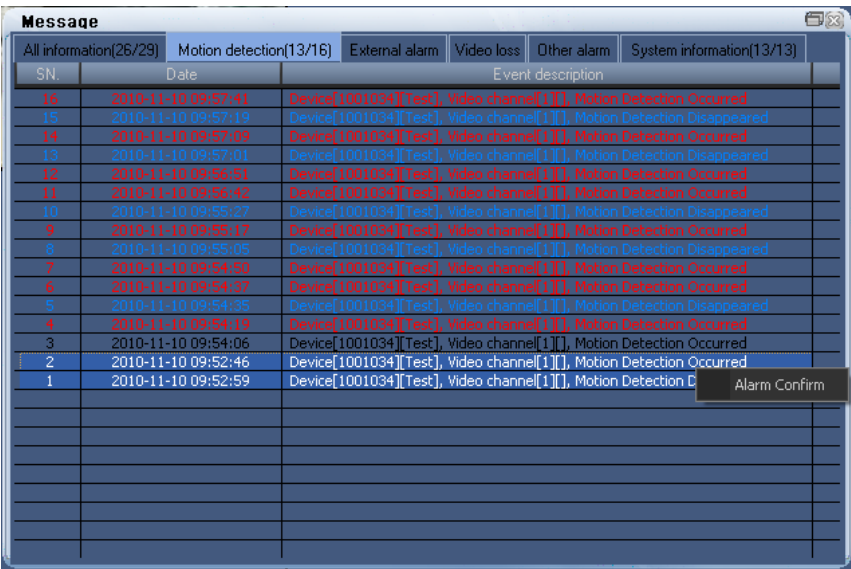 Message
All information(26/29) Motion detection(13/16) External alarm Video loss Other alarm System information(13/13)
SN. Date Event description
16 2010-11-10 09:57:41 Device[1001034][Test], Video channel[1][], Motion Detection Occurred
15 2010-11-10 09:57:19 Device[1001034][Test], Video channel[1][], Motion Detection Disappeared
14 2010-11-10 09:57:09 Device[1001034][Test], Video channel[1][], Motion Detection Occurred
13 2010-11-10 09:57:01 Device[1001034][Test], Video channel[1][], Motion Detection Disappeared
12 2010-11-10 09:56:51 Device[1001034][Test], Video channel[1][], Motion Detection Occurred
11 2010-11-10 09:56:42 Device[1001034][Test], Video channel[1][], Motion Detection Occurred
10 2010-11-10 09:55:27 Device[1001034][Test], Video channel[1][], Motion Detection Disappeared
9 2010-11-10 09:55:17 Device[1001034][Test], Video channel[1][], Motion Detection Occurred
8 2010-11-10 09:55:05 Device[1001034][Test], Video channel[1][], Motion Detection Disappeared
7 2010-11-10 09:54:50 Device[1001034][Test], Video channel[1][], Motion Detection Occurred
6 2010-11-10 09:54:37 Device[1001034][Test], Video channel[1][], Motion Detection Occurred
5 2010-11-10 09:54:35 Device[1001034][Test], Video channel[1][], Motion Detection Disappeared
4 2010-11-10 09:54:19 Device[1001034][Test], Video channel[1][], Motion Detection Occurred
3 2010-11-10 09:54:06 Device[1001034][Test], Video channel[1][], Motion Detection Occurred
2 2010-11-10 09:52:46 Device[1001034][Test], Video channel[1][], Motion Detection Occurred
1 2010-11-10 09:52:59 Device[1001034][Test], Video channel[1][], Motion Detection D
Alarm Confirm